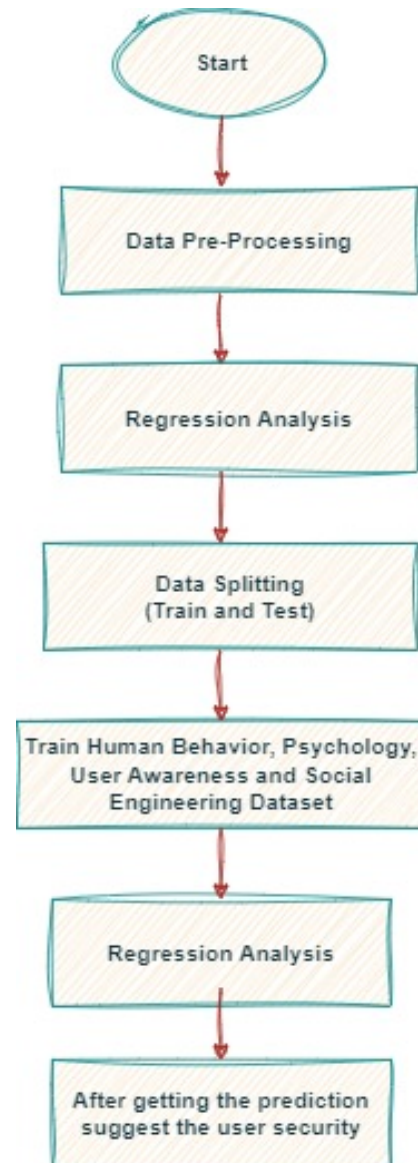 Start
Data Pre-Processing
Regression Analysis
Data Splitting
(Train and Test)
Train Human Behavior, Psychology,
User Awareness and Social
Engineering Dataset
Regression Analysis
After getting the prediction
suggest the user security